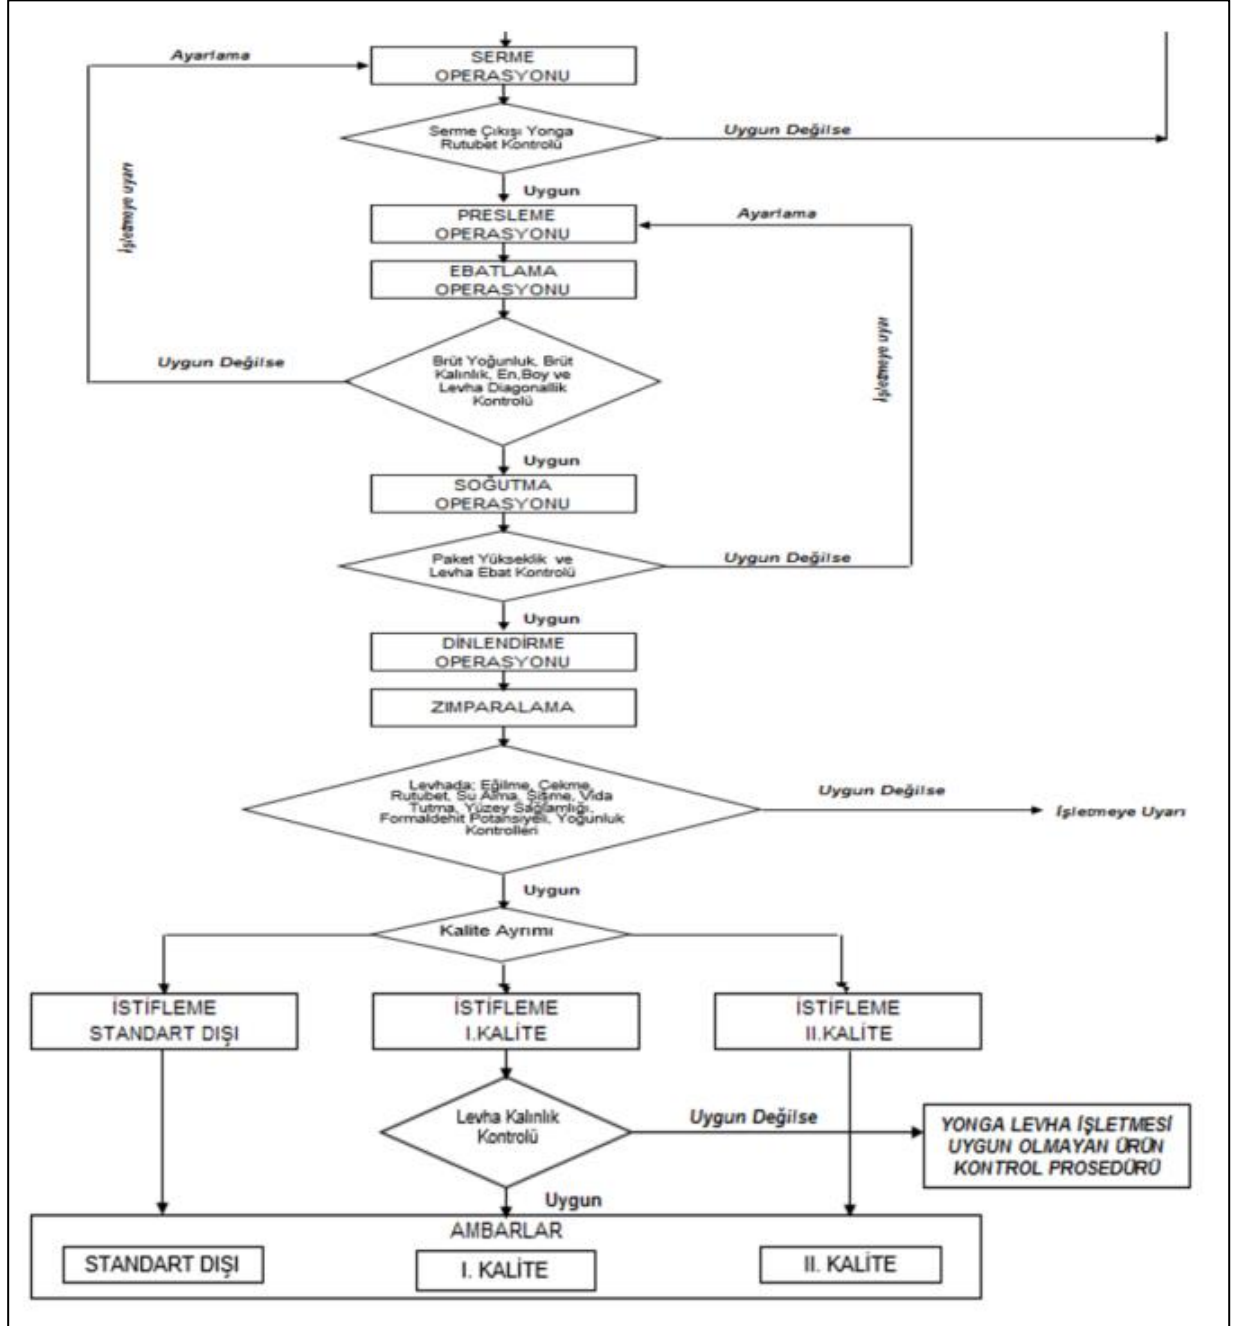 Ayarlama
SERME
OPERASYONU
Serme Çıkışı Yonga
Rutubet Kontrolü
Uygun Değilse
İşletmeye uyarı
Uygun
PRESLEME
OPERASYONU
Ayarlama
EBATLAMA
OPERASYONU
Uygun Değilse
Brüt Yoğunluk, Brüt
Kalınlık, En,Boy ve
Levha Diagonallik
Kontrolü
İşletmeye uyarı
Uygun
SOĞUTMA
OPERASYONU
Paket Yükseklik ve
Levha Ebat Kontrolü
Uygun Değilse
Uygun
DİNLENDİRME
OPERASYONU
ZIMPARALAMA
Levhada; Eğilme, Çekme,
Rutubet, Su Alma, Şişme, Vida
Tutma, Yüzey Sağlamlığı,
Formaldehit Potansiyeli, Yoğunluk
Kontrolleri
Uygun Değilse
İşletmeye Uyarı
Uygun
Kalite Ayrımı
İSTİFLEME
STANDART DIŞI
İSTİFLEME
I.KALİTE
İSTİFLEME
II.KALİTE
Levha Kalınlık
Kontrolü
Uygun Değilse
YONGA LEVHA İŞLETMESİ
UYGUN OLMAYAN ÜRÜN
KONTROL PROSEDÜRÜ
Uygun
AMBARLAR
STANDART DIŞI
I. KALİTE
II. KALİTE